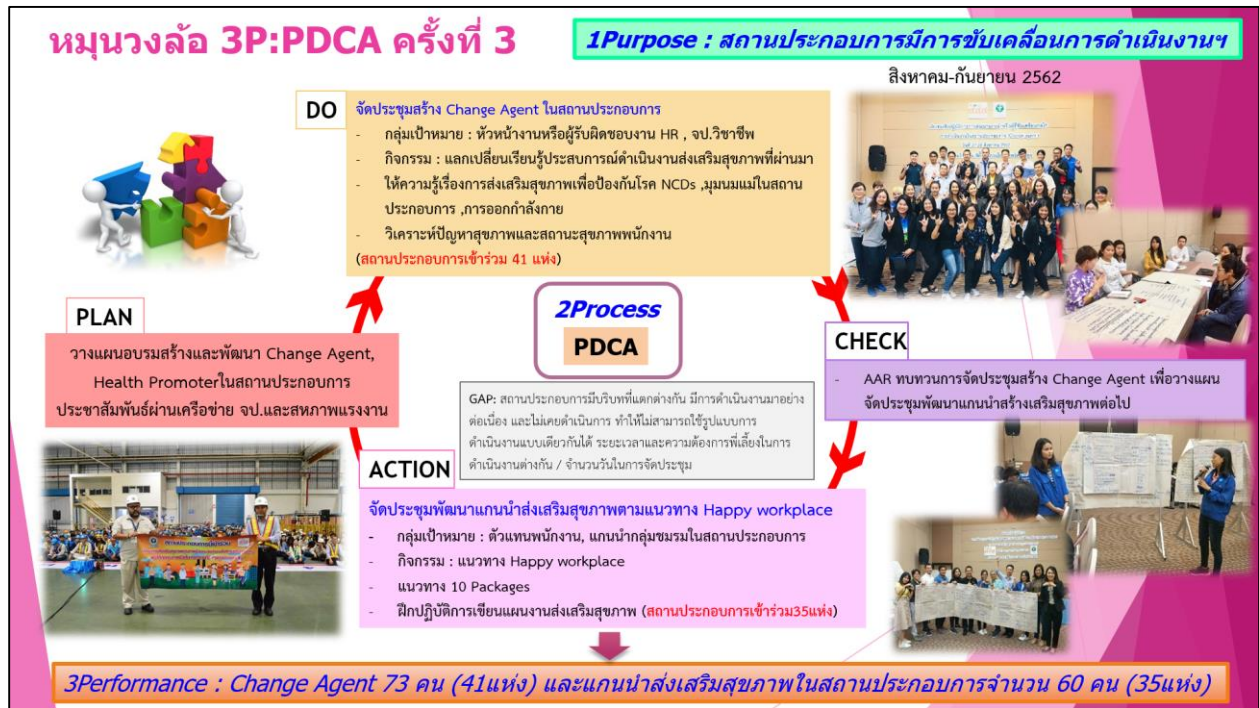 หมุนวงล้อ 3P:PDCA ครั้งที่ 3
1Purpose : สถานประกอบการมีการขับเคลื่อนการดำเนินงานฯ
สิงหาคม-กันยายน 2562
DO
จัดประชุมสร้าง Change Agent ในสถานประกอบการ
- กลุ่มเป้าหมาย : หัวหน้างานหรือผู้รับผิดชอบงาน HR , จป.วิชาชีพ
- กิจกรรม : แลกเปลี่ยนเรียนรู้ประสบการณ์ดำเนินงานส่งเสริมสุขภาพที่ผ่านมา
- ให้ความรู้เรื่องการส่งเสริมสุขภาพเพื่อป้องกันโรค NCDs ,มุมนมแม่ในสถาน
ประกอบการ ,การออกกำลังกาย
- วิเคราะห์ปัญหาสุขภาพและสถานะสุขภาพพนักงาน
(สถานประกอบการเข้าร่วม 41 แห่ง)
PLAN
วางแผนอบรมสร้างและพัฒนา Change Agent,
Health Promoterในสถานประกอบการ
ประชาสัมพันธ์ผ่านเครือข่าย จป.และสหภาพแรงงาน
2Process
PDCA
CHECK
- AAR ทบทวนการจัดประชุมสร้าง Change Agent เพื่อวางแผน
จัดประชุมพัฒนาแกนนำสร้างเสริมสุขภาพต่อไป
GAP: สถานประกอบการมีบริบทที่แตกต่างกัน มีการดำเนินงานมาอย่าง
ต่อเนื่อง และไม่เคยดำเนินการ ทำให้ไม่สามารถใช้รูปแบบการ
ดำเนินงานแบบเดียวกันได้ ระยะเวลาและความต้องการพี่เลี้ยงในการ
ดำเนินงานต่างกัน / จำนวนวันในการจัดประชุม
ACTION
จัดประชุมพัฒนาแกนนำส่งเสริมสุขภาพตามแนวทาง Happy workplace
- กลุ่มเป้าหมาย : ตัวแทนพนักงาน, แกนนำกลุ่มชมรมในสถานประกอบการ
- กิจกรรม : แนวทาง Happy workplace
- แนวทาง 10 Packages
- ฝึกปฏิบัติการเขียนแผนงานส่งเสริมสุขภาพ (สถานประกอบการเข้าร่วม35แห่ง)
3Performance : Change Agent 73 คน (41แห่ง) และแกนนำส่งเสริมสุขภาพในสถานประกอบการจำนวน 60 คน (35แห่ง)